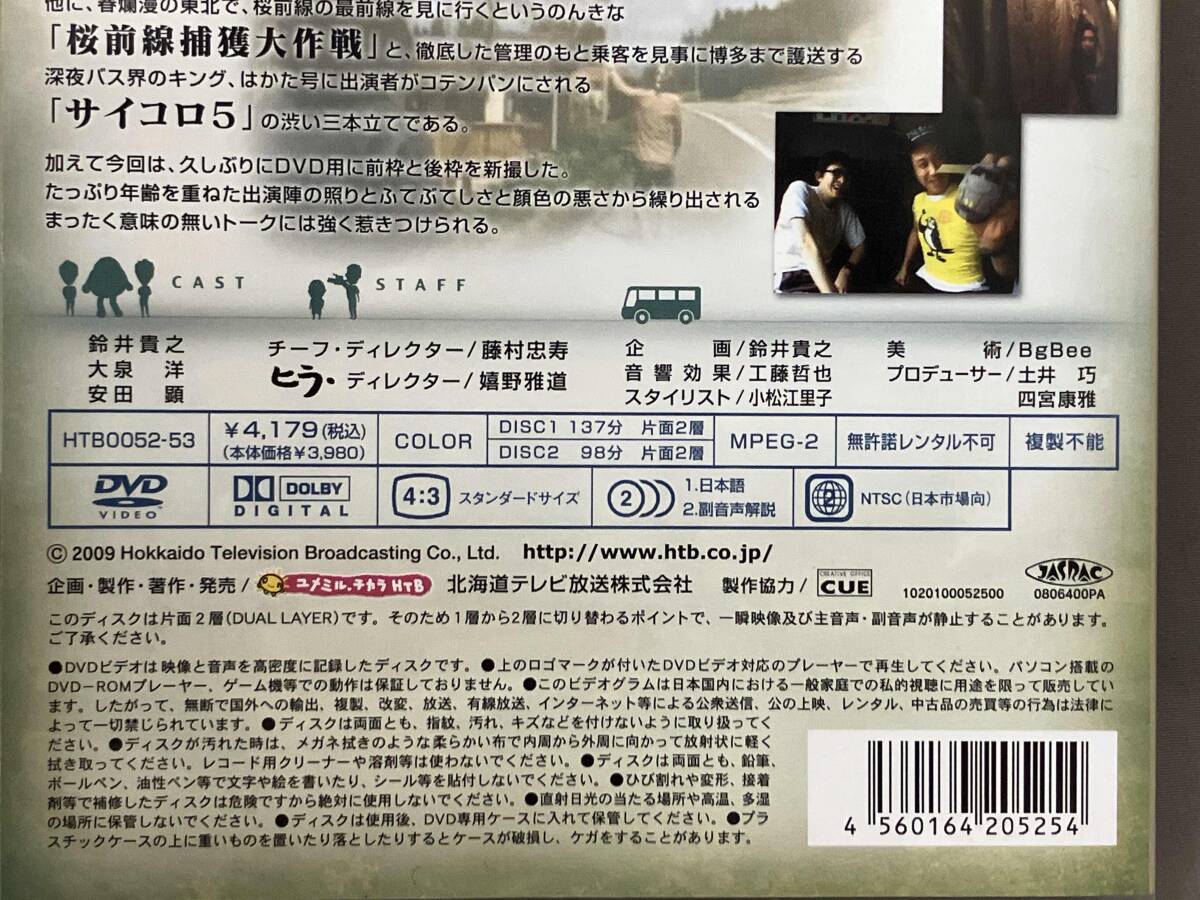 他に、春爛漫の東北で、桜前線の最前線を見に行くというのんきな
「桜前線捕獲大作戦」と、徹底した管理のもと乗客を見事に博多まで護送する
深夜バス界のキング、はかた号に出演者がコテンパンにされる
「サイコロ5」の渋い三本立てである。
加えて今回は、久しぶりにDVD用に前枠と後枠を新撮した。
たっぷり年齢を重ねた出演陣の照りとふてぶてしさと顔色の悪さから繰り出される
まったく意味の無いトークには強く惹きつけられる。
CAST
鈴井貴之
大泉 洋
安田 顕
STAFF
チーフ・ディレクター/藤村忠寿
ヒラ・ディレクター/嬉野雅道
企 画/鈴井貴之
音響効果/工藤哲也
スタイリスト/小松江里子
美 術/BgBee
プロデューサー/土井 巧
四宮康雅
HTB0052-53
¥4,179(税込)
(本体価格¥3,980)
COLOR
DISC1 137分 片面2層
DISC2 98分 片面2層
MPEG-2
無許諾レンタル不可
複製不能
DVD
VIDEO
DOLBY
DIGITAL
4:3 スタンダードサイズ
2
1.日本語
2.副音声解説
2 NTSC(日本市場向)
© 2009 Hokkaido Television Broadcasting Co., Ltd. http://www.htb.co.jp/
企画・製作・著作・発売/ユメミル、チカラ HTB 北海道テレビ放送株式会社 製作協力/CREATIVE OFFICE CUE
1020100052500
JASRAC
0806400PA
このディスクは片面2層(DUAL LAYER)です。そのため1層から2層に切り替わるポイントで、一瞬映像及び主音声・副音声が静止することがあります。
ご了承ください。
●DVDビデオは映像と音声を高密度に記録したディスクです。●上のロゴマークが付いたDVDビデオ対応のプレーヤーで再生してください。パソコン搭載の
DVD-ROMプレーヤー、ゲーム機等での動作は保証しておりません。●このビデオグラムは日本国内における一般家庭での私的視聴に用途を限って販売してい
ます。したがって、無断で国外への輸出、複製、改変、放送、有線放送、インターネット等による公衆送信、公の上映、レンタル、中古品の売買等の行為は法律に
よって一切禁じられています。●ディスクは両面とも、指紋、汚れ、キズなどを付けないように取り扱ってく
ださい。●ディスクが汚れた時は、メガネ拭きのような柔らかい布で内周から外周に向かって放射状に軽く
拭き取ってください。レコード用クリーナーや溶剤等は使わないでください。●ディスクは両面とも、鉛筆、
ボールペン、油性ペン等で文字や絵を書いたり、シール等を貼付しないでください。●ひび割れや変形、接着
剤等で補修したディスクは危険ですから絶対に使用しないでください。●直射日光の当たる場所や高温、多湿
の場所に保管しないでください。●ディスクは使用後、DVD専用ケースに入れて保管してください。●プラ
スチックケースの上に重いものを置いたり落としたりするとケースが破損し、ケガをすることがあります。
4 560164 205254